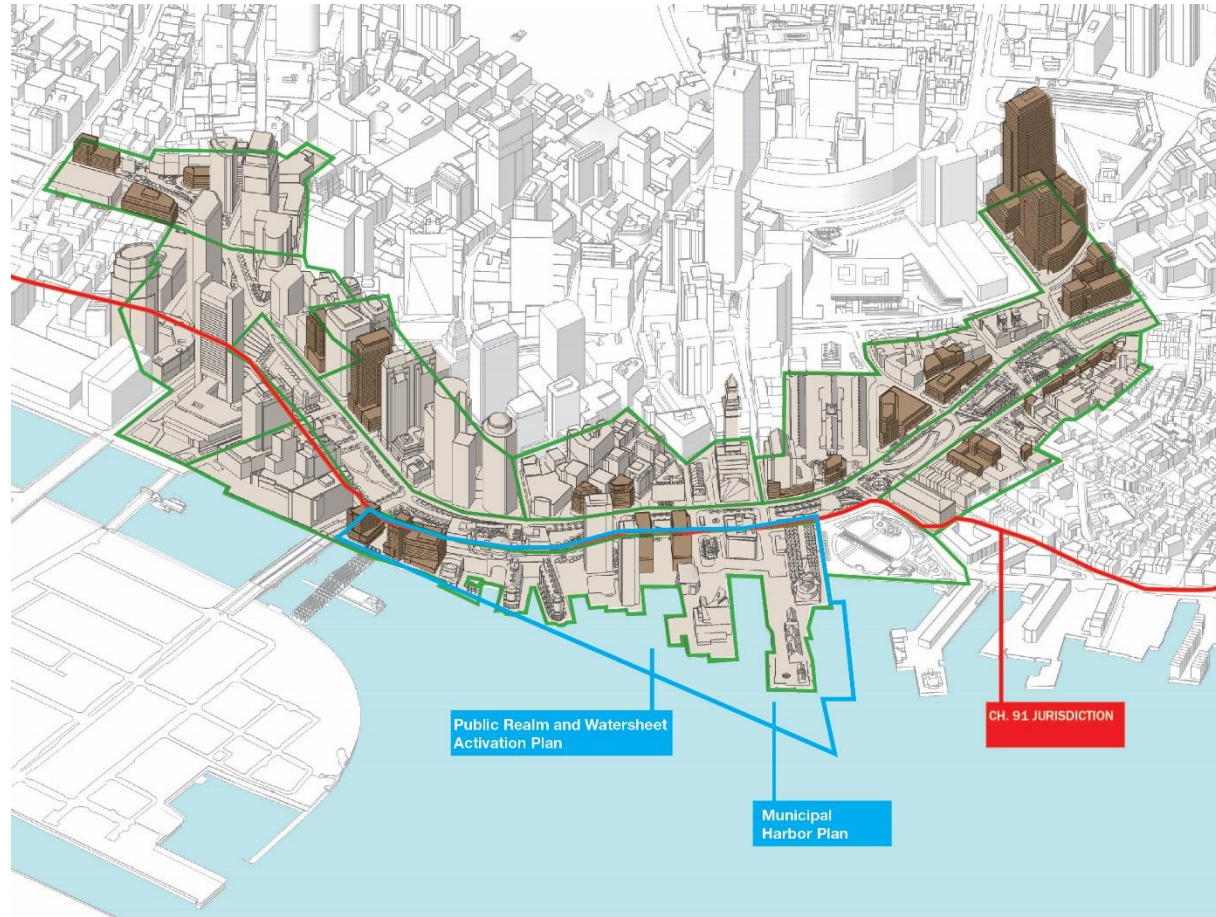 Public Realm and Watersheet
Activation Plan
CH. 91 JURISDICTION
Municipal
Harbor Plan